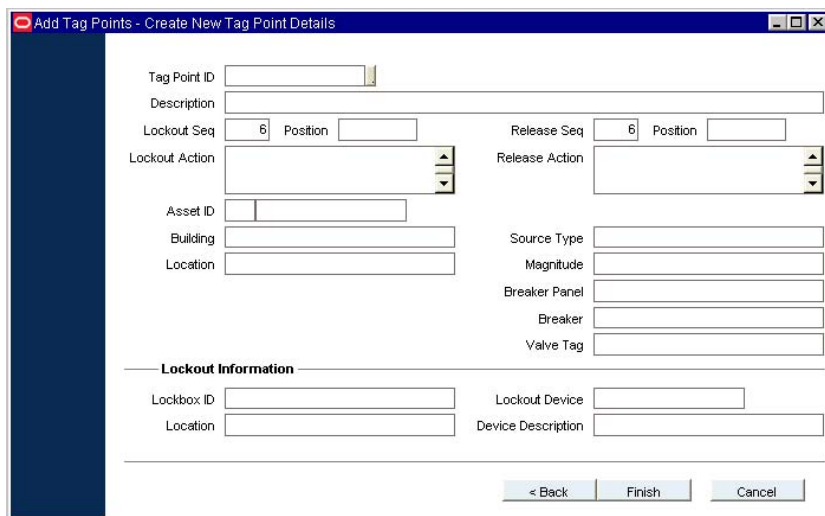 Add Tag Points - Create New Tag Point Details
Tag Point ID
Description
Lockout Seq 6 Position Release Seq 6 Position
Lockout Action Release Action
Asset ID
Building Source Type
Location Magnitude
Breaker Panel
Breaker
Valve Tag
Lockout Information
Lockbox ID Lockout Device
Location Device Description
< Back Finish Cancel